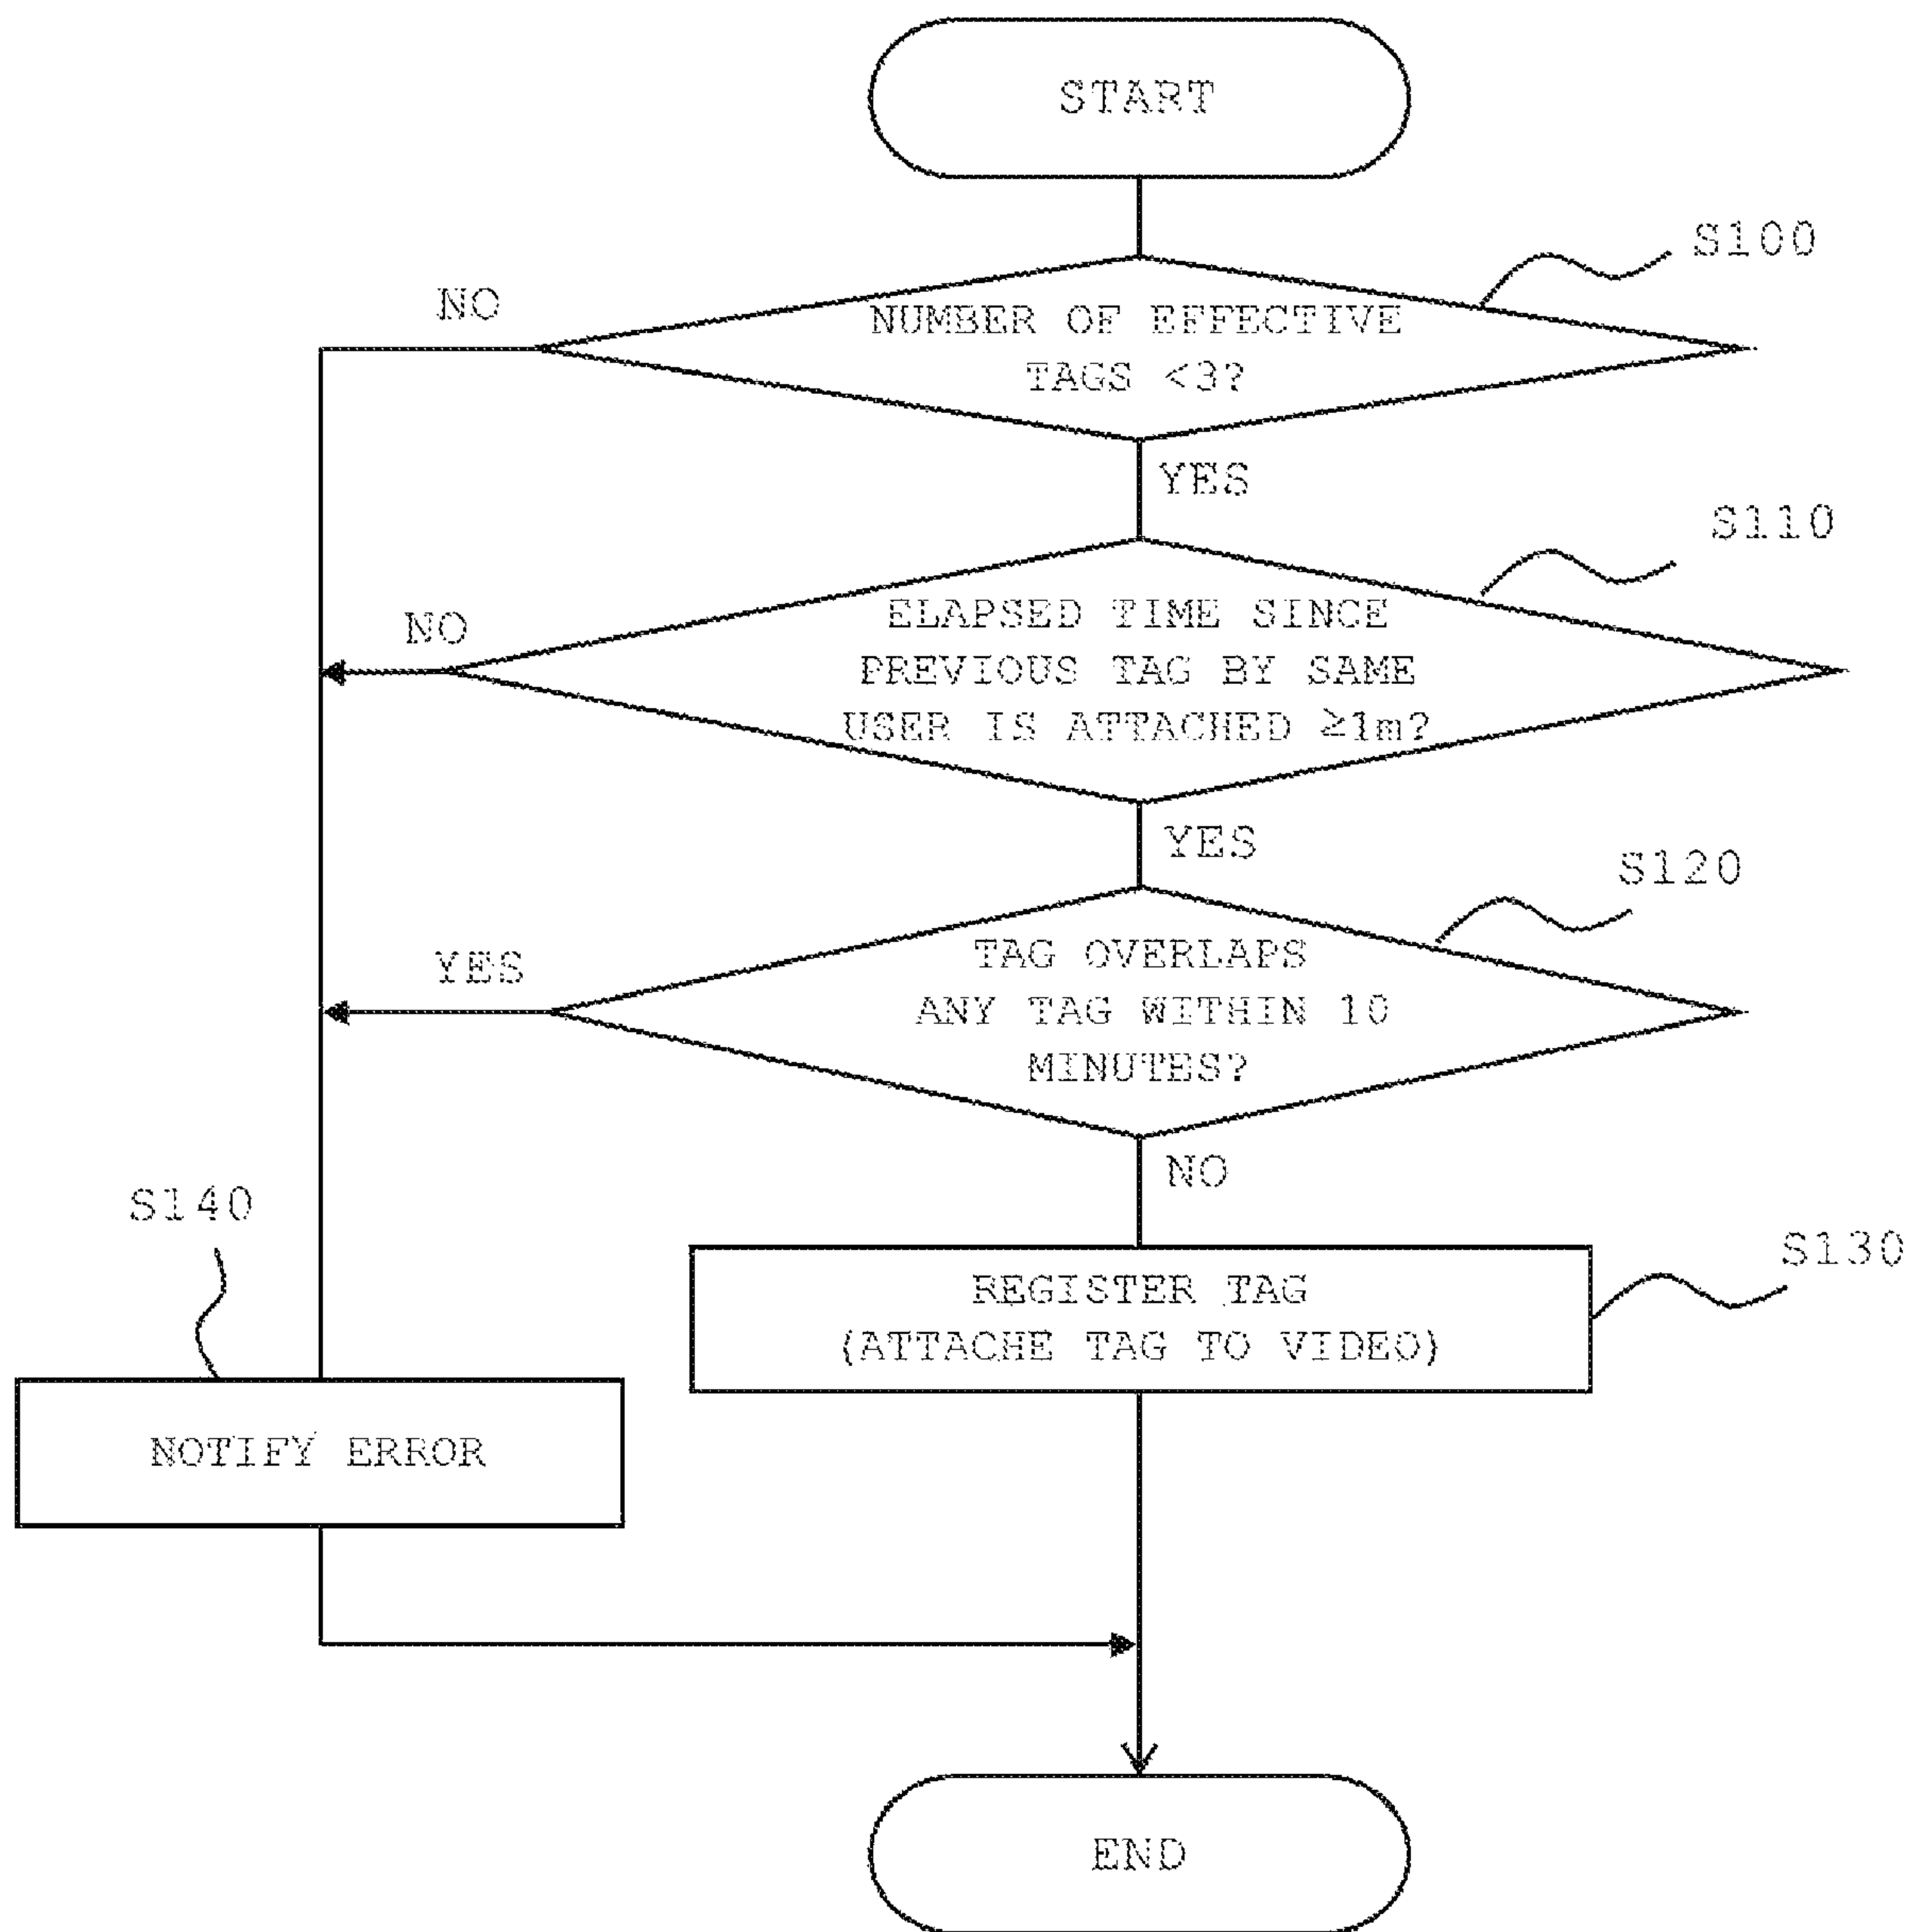 START
S100
NO
NUMBER OF EFFECTIVE
TAGS <3?
YES
S110
NO
ELAPSED TIME SINCE
PREVIOUS TAG BY SAME
USER IS ATTACHED ≥1m?
YES
S120
YES
TAG OVERLAPS
ANY TAG WITHIN 10
MINUTES?
NO
S140
S130
REGISTER TAG
(ATTACHE TAG TO VIDEO)
NOTIFY ERROR
END